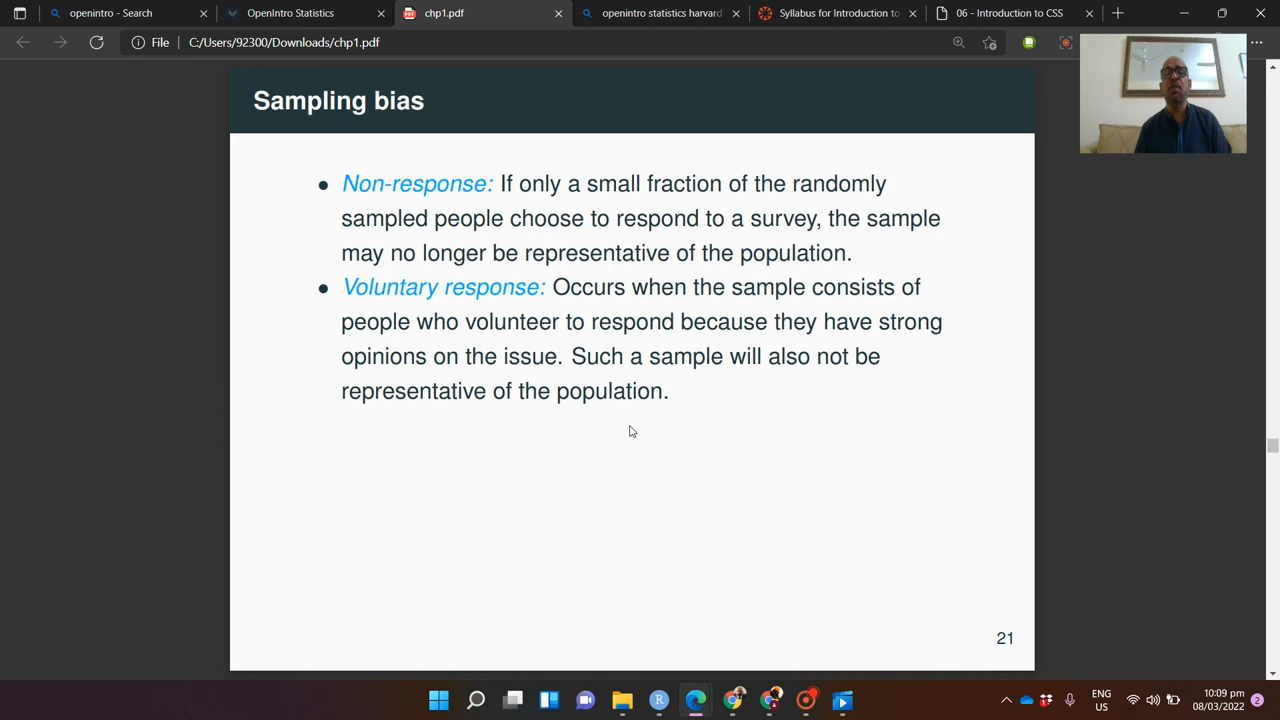 openintro - Search
OpenIntro Statistics
chp1.pdf
openintro statistics harvard
Syllabus for Introduction to
06 - Introduction to CSS
File
C:/Users/92300/Downloads/chp1.pdf
Sampling bias
• Non-response: If only a small fraction of the randomly
sampled people choose to respond to a survey, the sample
may no longer be representative of the population.
• Voluntary response: Occurs when the sample consists of
people who volunteer to respond because they have strong
opinions on the issue. Such a sample will also not be
representative of the population.
21
ENG
US
10:09 pm
08/03/2022
2